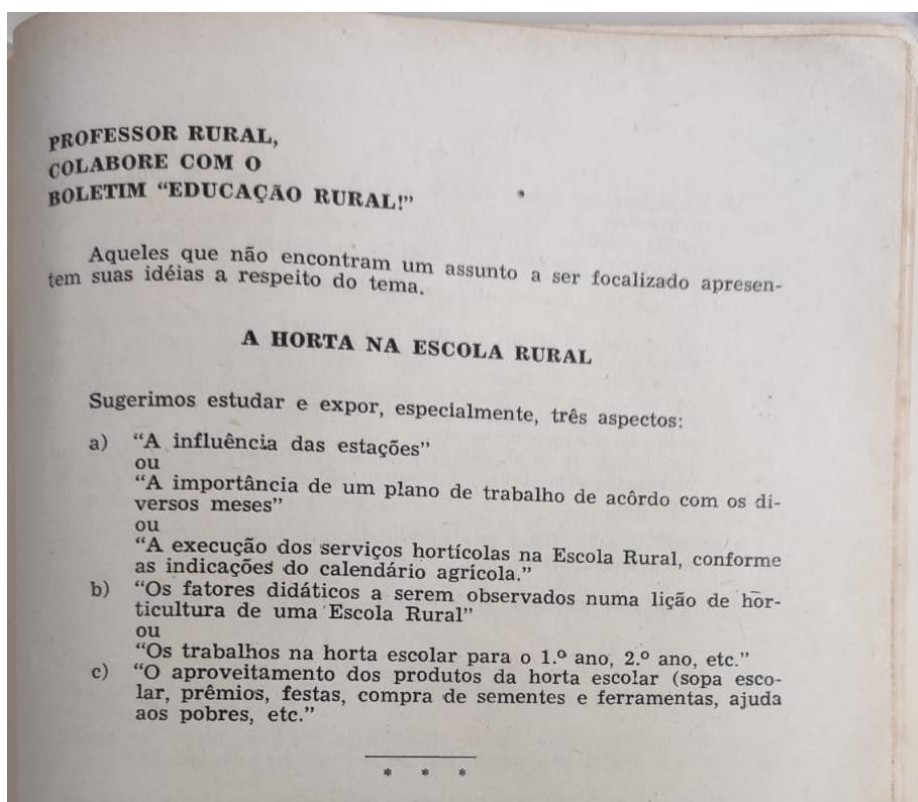 PROFESSOR RURAL,
COLABORE COM O
BOLETIM “EDUCAÇÃO RURAL!”
Aqueles que não encontram um assunto a ser focalizado apresen-
tem suas idéias a respeito do tema.
A HORTA NA ESCOLA RURAL
Sugerimos estudar e expor, especialmente, três aspectos:
a) “A influência das estações”
ou
“A importância de um plano de trabalho de acôrdo com os di-
versos meses”
ou
“A execução dos serviços hortícolas na Escola Rural, conforme
as indicações do calendário agrícola.”
b) “Os fatores didáticos a serem observados numa lição de hor-
ticultura de uma Escola Rural”
ou
“Os trabalhos na horta escolar para o 1.º ano, 2.º ano, etc.”
c) “O aproveitamento dos produtos da horta escolar (sopa esco-
lar, prêmios, festas, compra de sementes e ferramentas, ajuda
aos pobres, etc.”
* * *